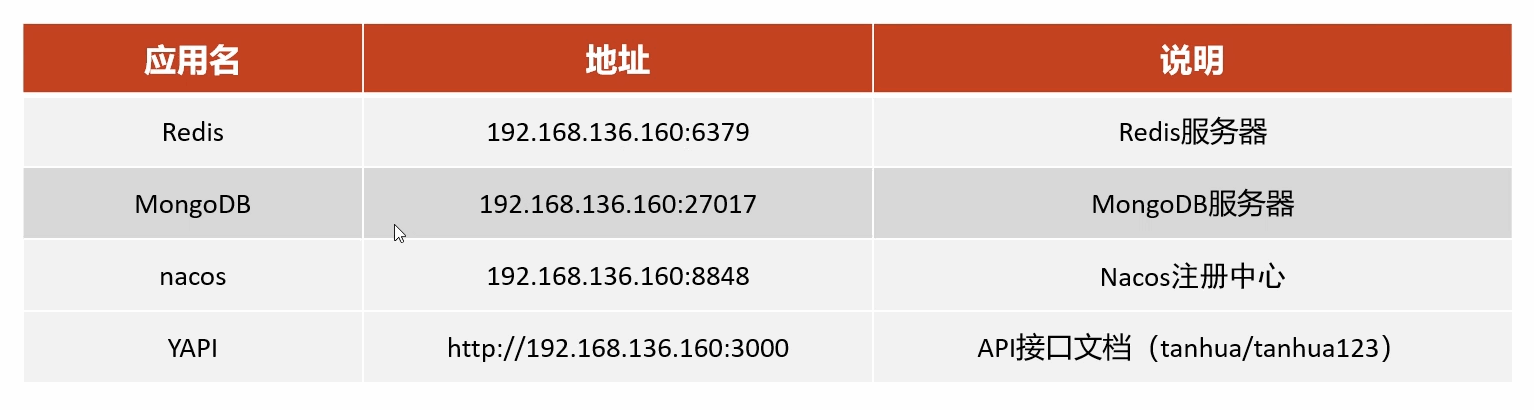 应用名 地址 说明
Redis 192.168.136.160:6379 Redis服务器
MongoDB 192.168.136.160:27017 MongoDB服务器
nacos 192.168.136.160:8848 Nacos注册中心
YAPI http://192.168.136.160:3000 API接口文档（tanhua/tanhua123）